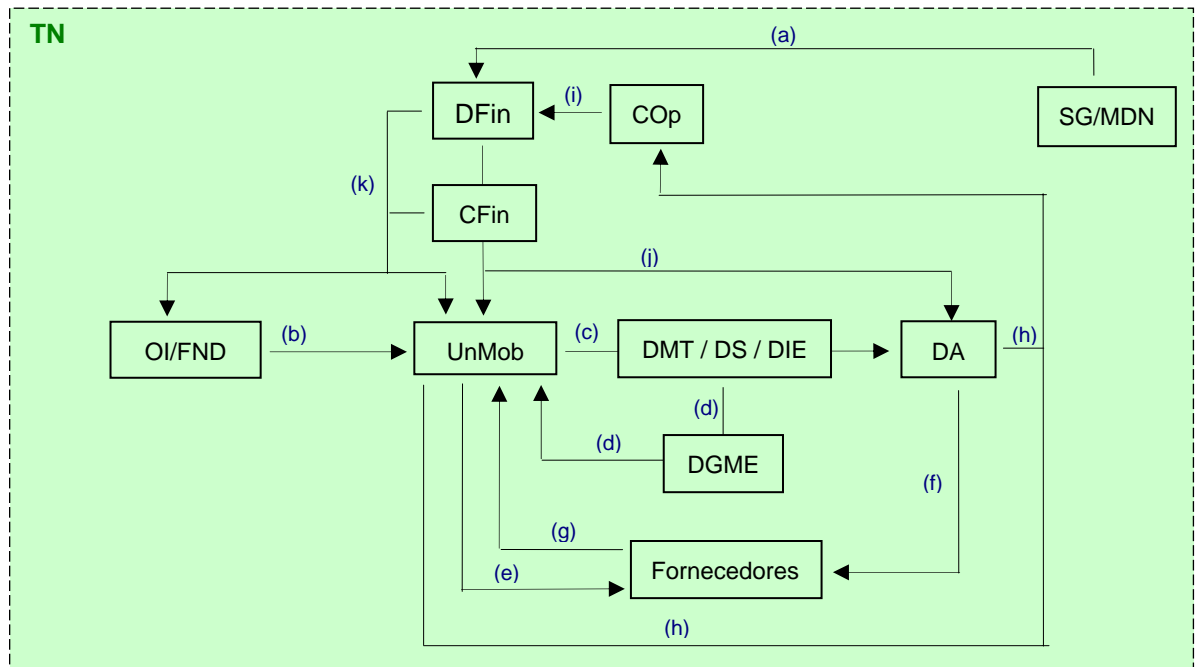 TN
(a)
DFin
(i)
COp
SG/MDN
(k)
CFin
(j)
OI/FND
(b)
UnMob
(c)
DMT / DS / DIE
DA
(h)
(d)
(d)
DGME
(f)
(g)
(e)
Fornecedores
(h)